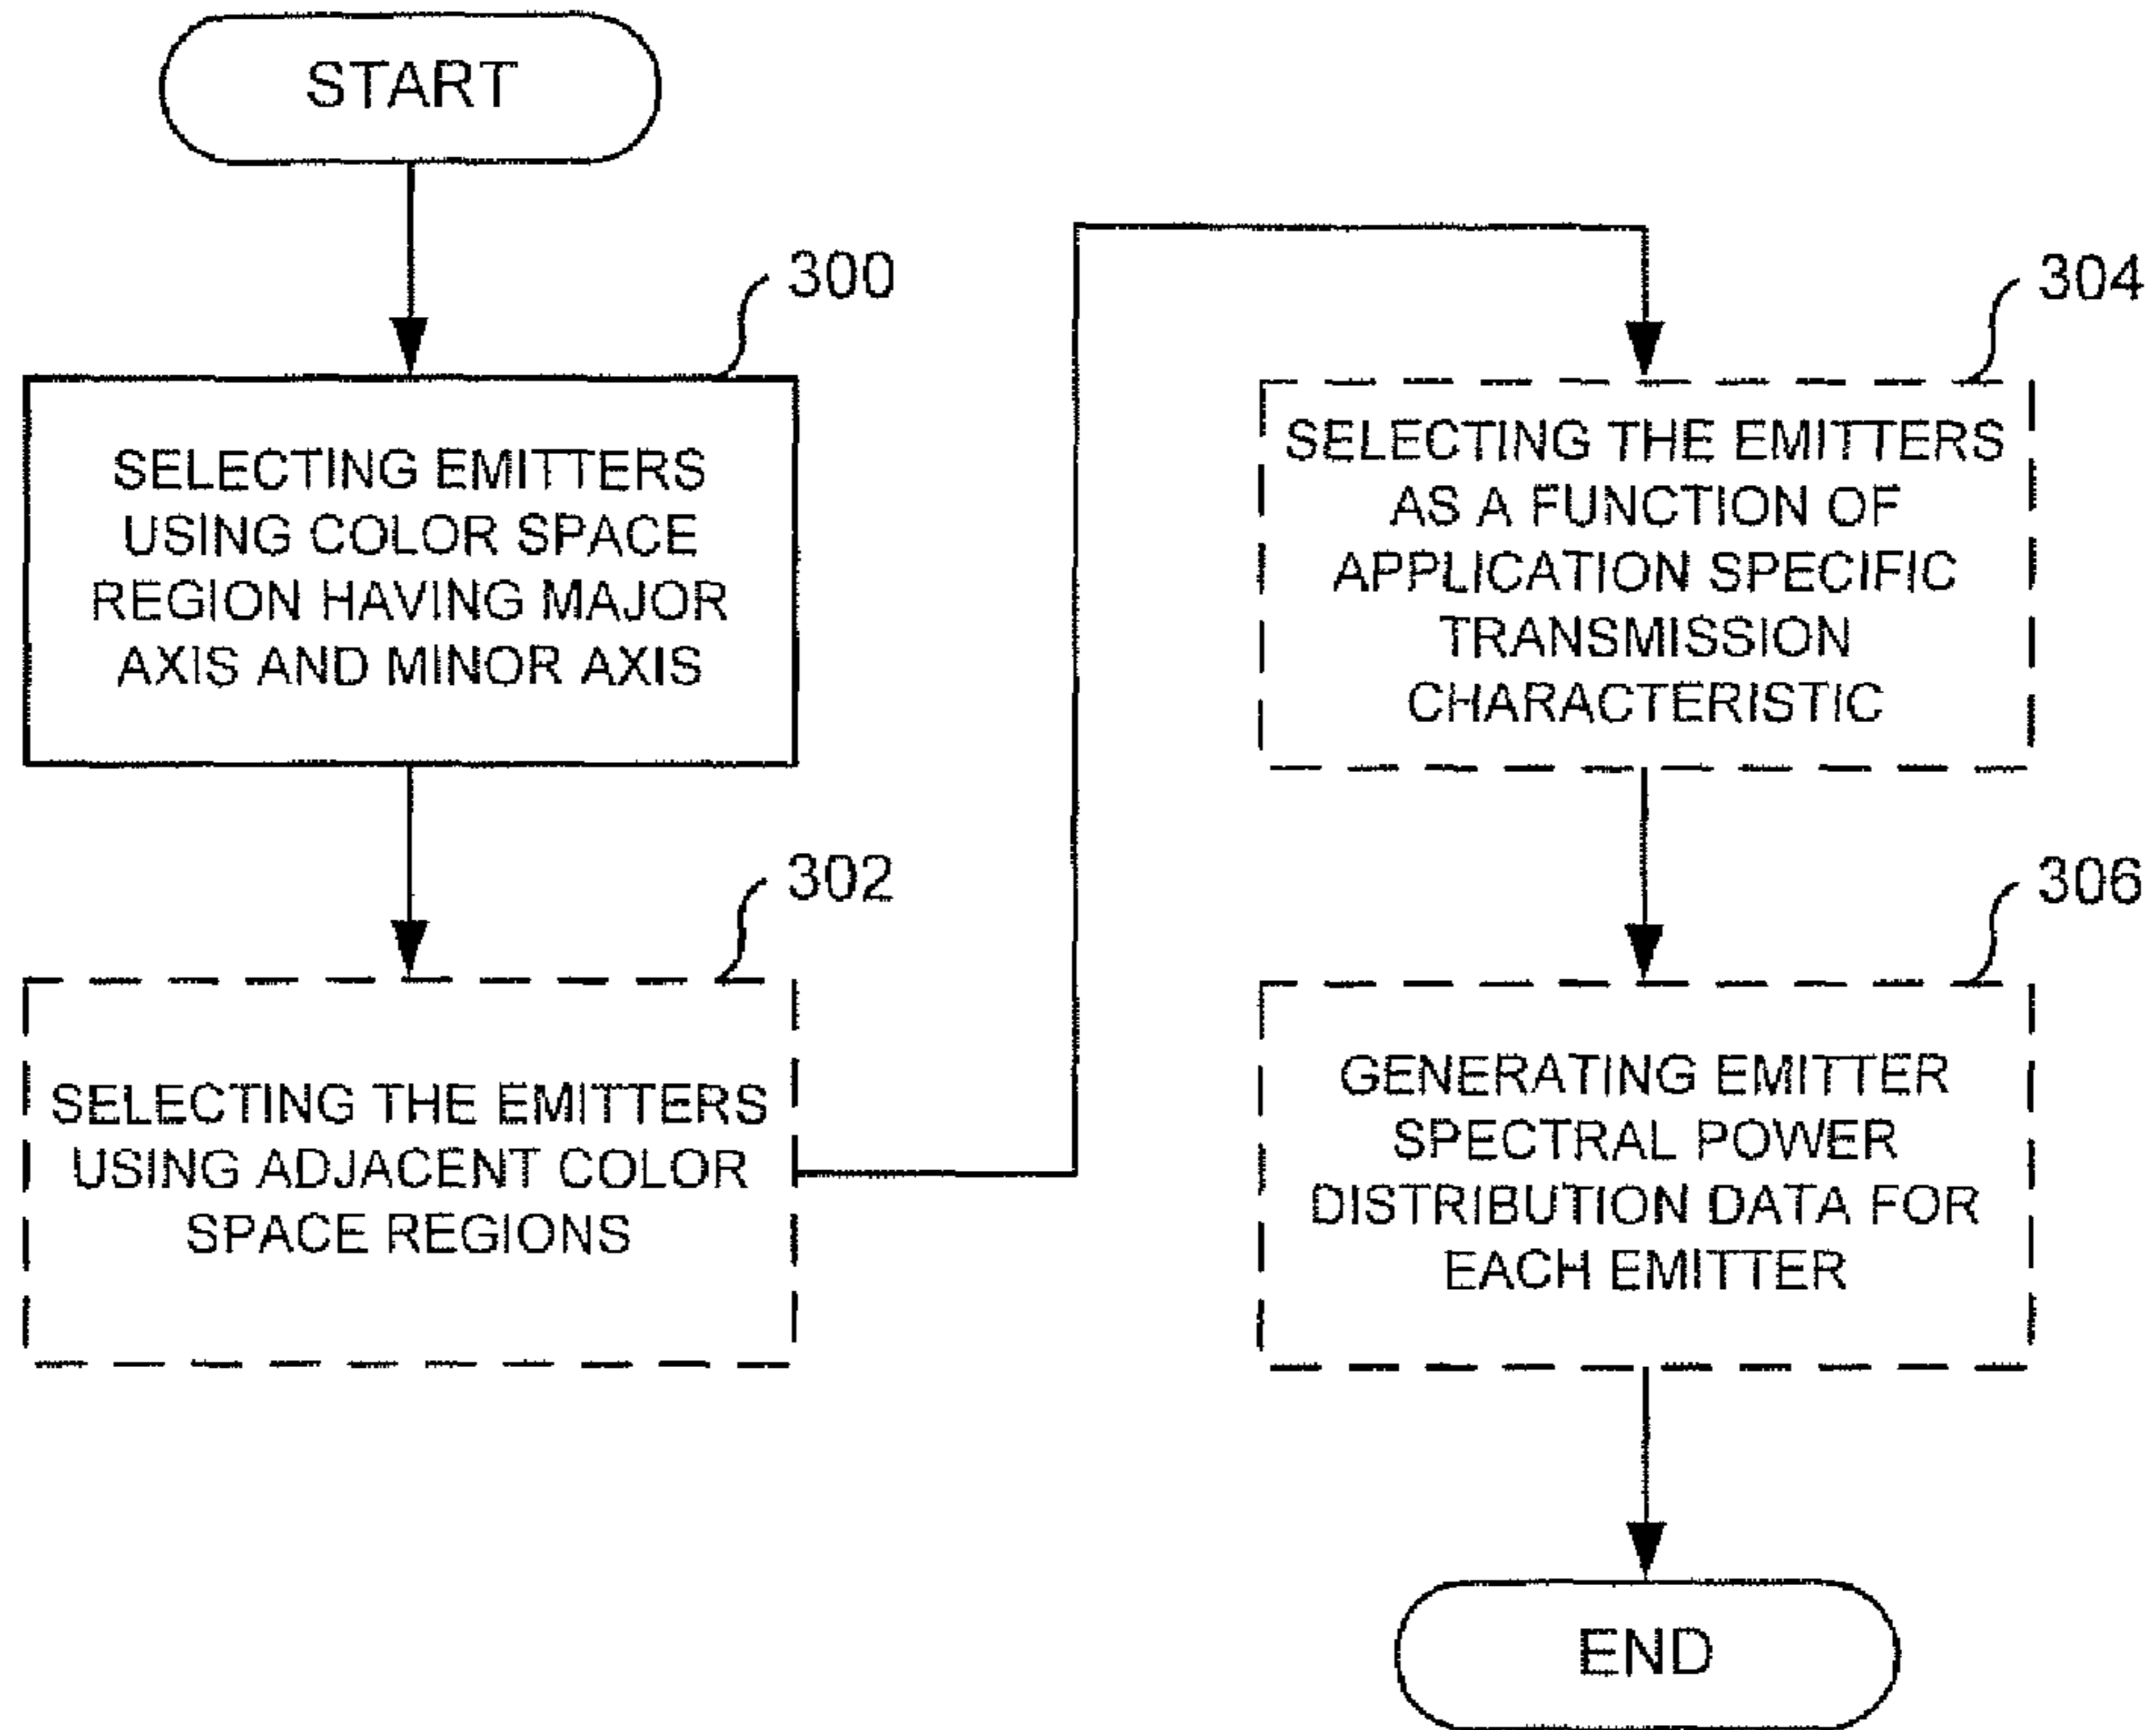 START
300
SELECTING EMITTERS
USING COLOR SPACE
REGION HAVING MAJOR
AXIS AND MINOR AXIS
302
SELECTING THE EMITTERS
USING ADJACENT COLOR
SPACE REGIONS
304
SELECTING THE EMITTERS
AS A FUNCTION OF
APPLICATION SPECIFIC
TRANSMISSION
CHARACTERISTIC
306
GENERATING EMITTER
SPECTRAL POWER
DISTRIBUTION DATA FOR
EACH EMITTER
END